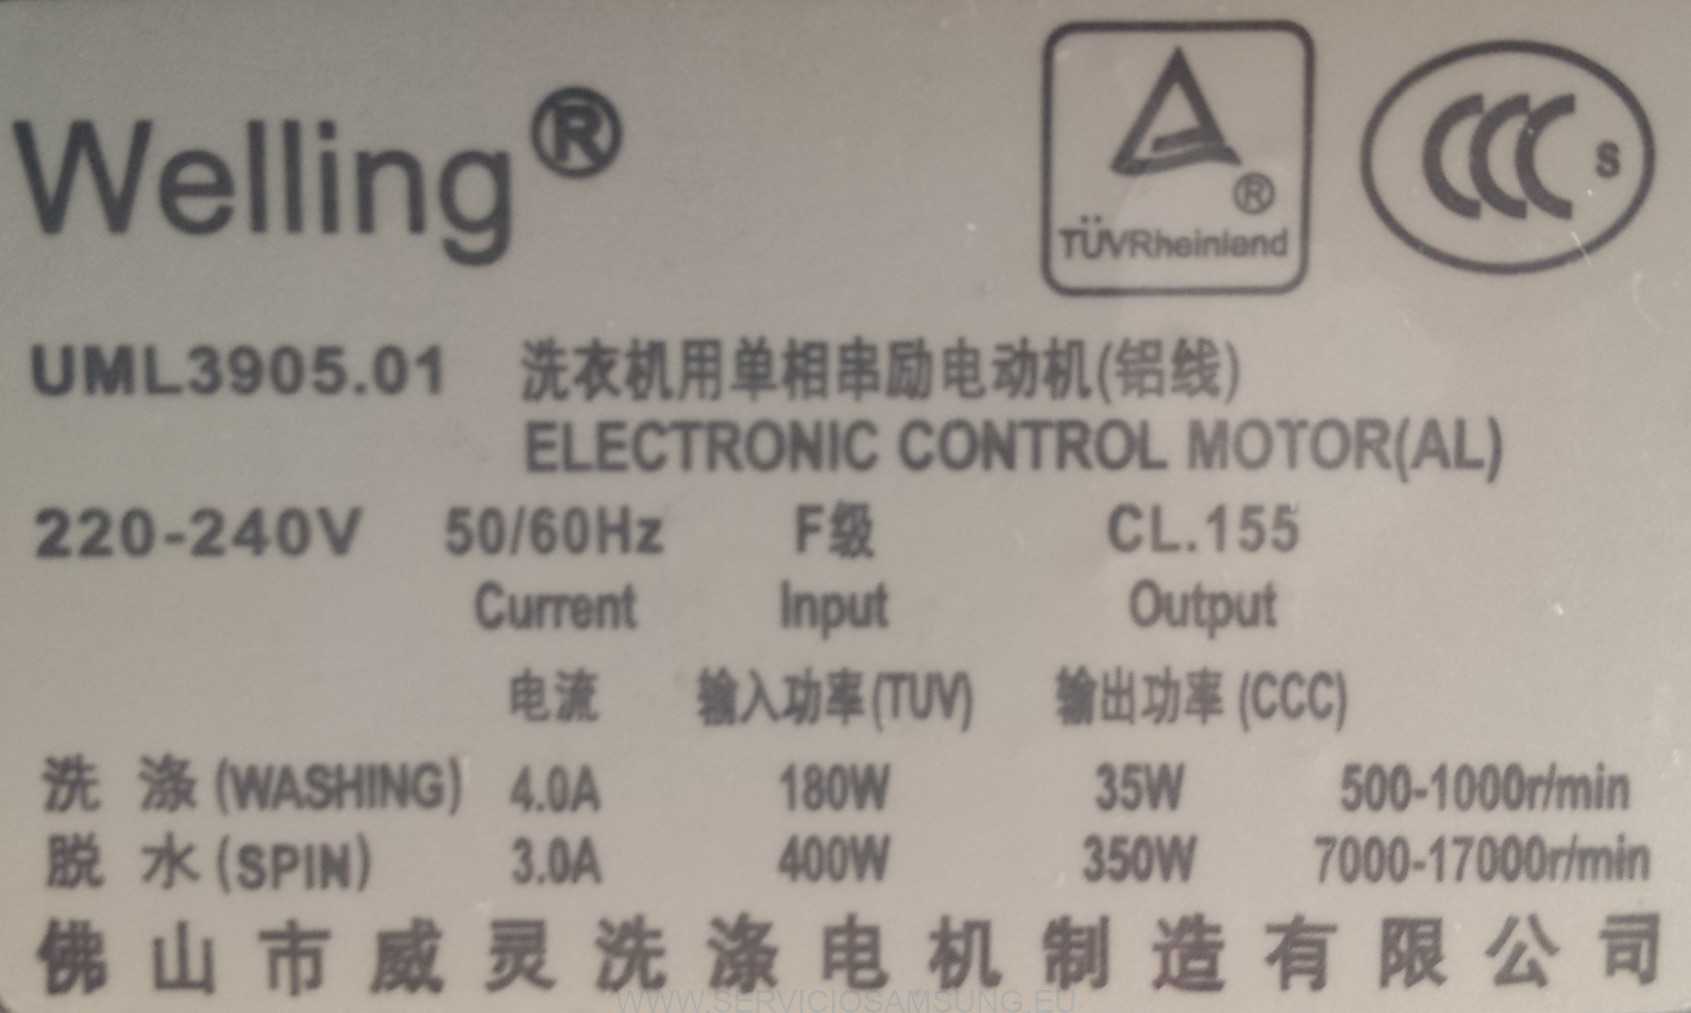 Welling®
TÜVRheinland
®
CCC S
UML3905.01 洗衣机用单相串励电动机(铝线)
ELECTRONIC CONTROL MOTOR(AL)
220-240V 50/60Hz F级 CL.155
Current Input Output
电流 输入功率(TUV) 输出功率(CCC)
洗涤(WASHING) 4.0A 180W 35W 500-1000r/min
脱水(SPIN) 3.0A 400W 350W 7000-17000r/min
佛山市威灵洗涤电机制造有限公司
WWW.SERVICIOSAMSUNG.EU